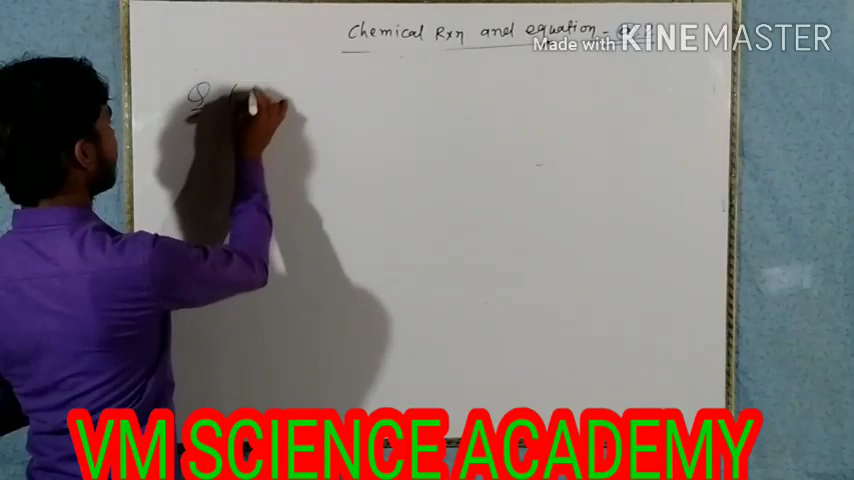 Chemical Rxn and equation -
Made with KINEMASTER
Q
VM SCIENCE ACADEMY